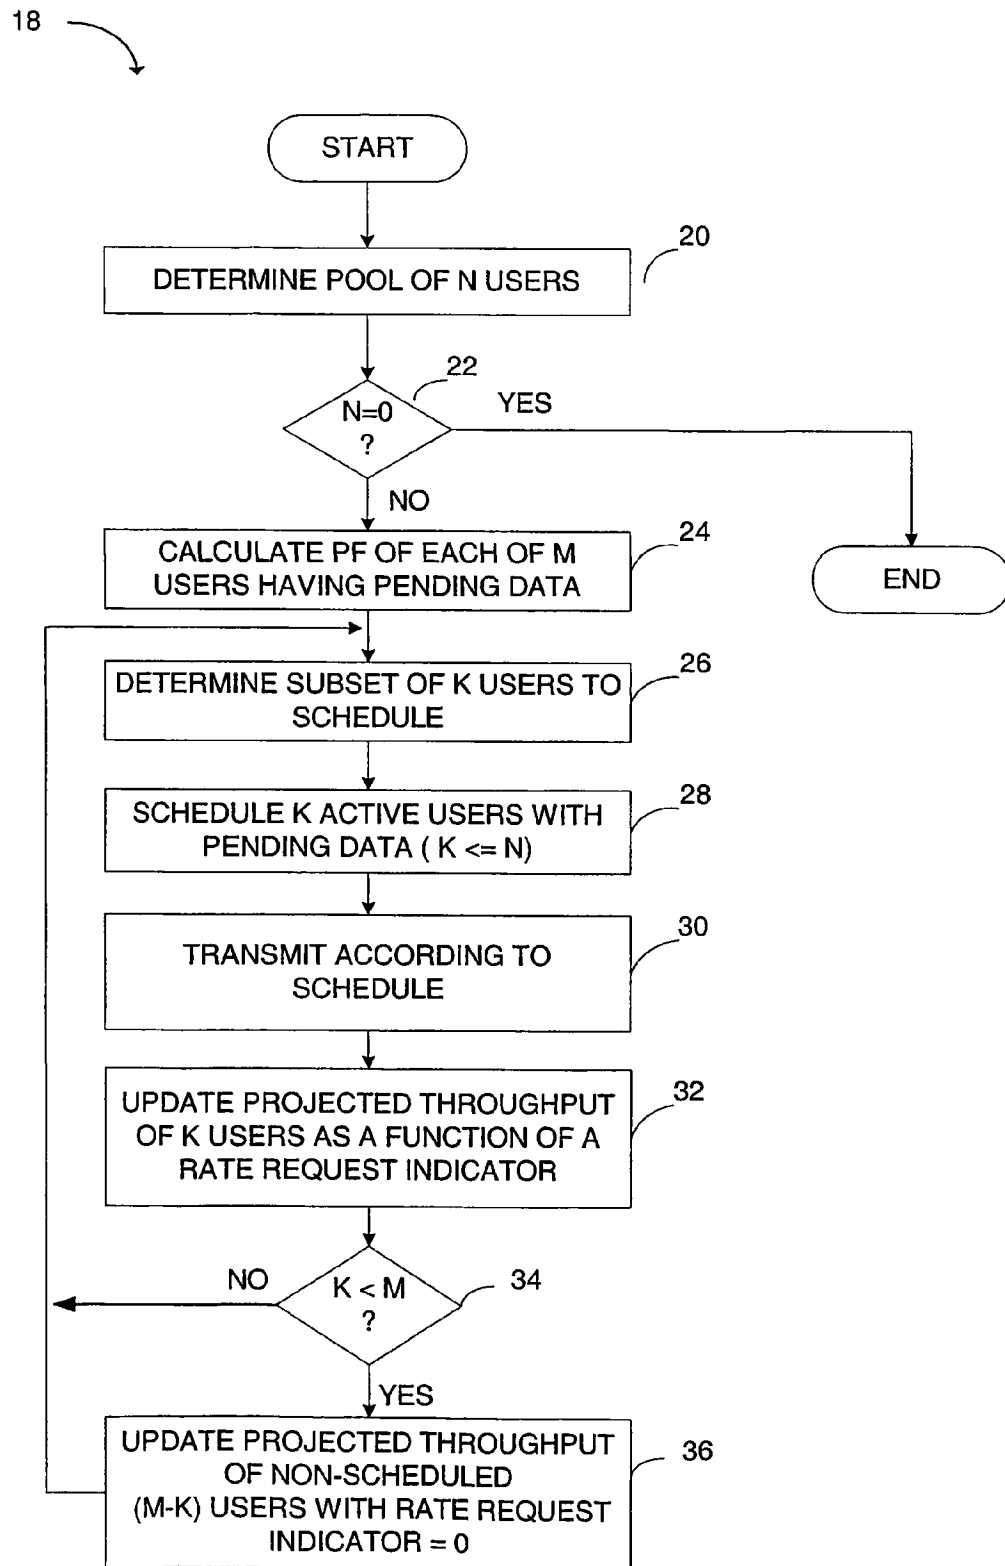 18
START
20
DETERMINE POOL OF N USERS
22
N=0
?
YES
NO
24
CALCULATE PF OF EACH OF M
USERS HAVING PENDING DATA
END
26
DETERMINE SUBSET OF K USERS TO
SCHEDULE
28
SCHEDULE K ACTIVE USERS WITH
PENDING DATA ( K <= N)
30
TRANSMIT ACCORDING TO
SCHEDULE
32
UPDATE PROJECTED THROUGHPUT
OF K USERS AS A FUNCTION OF A
RATE REQUEST INDICATOR
34
NO
K < M
?
YES
36
UPDATE PROJECTED THROUGHPUT
OF NON-SCHEDULED
(M-K) USERS WITH RATE REQUEST
INDICATOR = 0